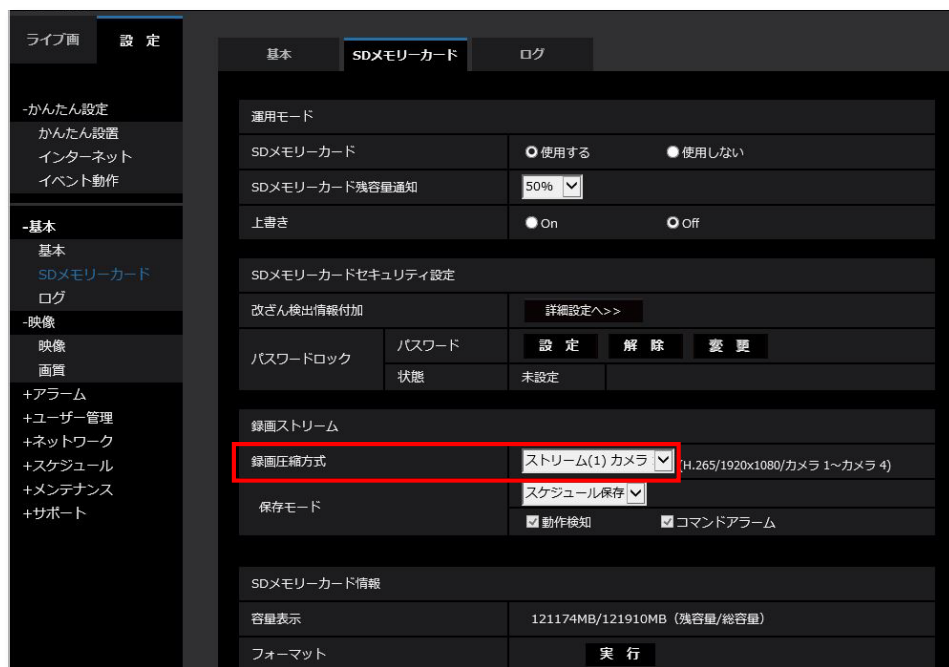 ライブ画 設 定
基本 SDメモリーカード ログ
-かんたん設定
かんたん設置
インターネット
イベント動作
-基本
基本
SDメモリーカード
ログ
-映像
映像
画質
+アラーム
+ユーザー管理
+ネットワーク
+スケジュール
+メンテナンス
+サポート
運用モード
SDメモリーカード 使用する 使用しない
SDメモリーカード残容量通知 50%
上書き On Off
SDメモリーカードセキュリティ設定
改ざん検出情報付加 詳細設定へ>>
パスワードロック パスワード 設 定 解 除 変 更
状態 未設定
録画ストリーム
録画圧縮方式 ストリーム(1) カメラ (H.265/1920x1080/カメラ 1～カメラ 4)
保存モード スケジュール保存
動作検知 コマンドアラーム
SDメモリーカード情報
容量表示 121174MB/121910MB（残容量/総容量）
フォーマット 実 行